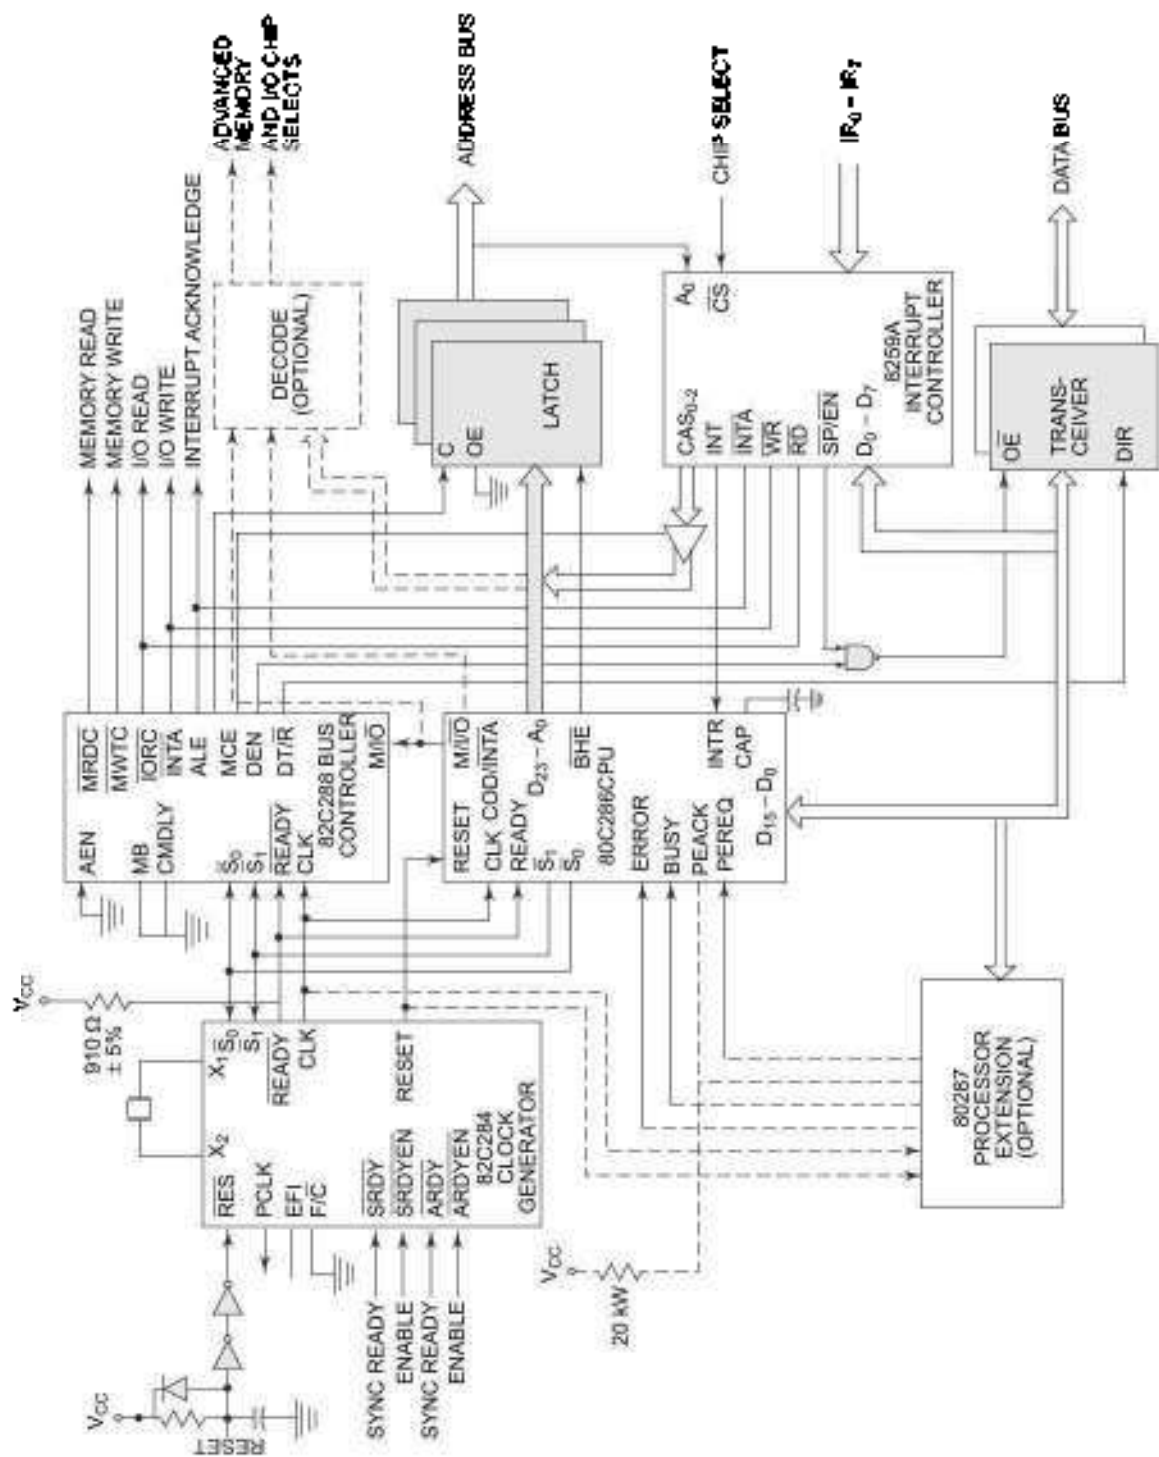 ADVANCED
MEMORY
AND I/O CHIP
SELECTS
ADDRESS BUS
CHIP SELECT
IR0 – IR7
DATA BUS
MEMORY READ
MEMORY WRITE
I/O READ
I/O WRITE
INTERRUPT ACKNOWLEDGE
DECODE
(OPTIONAL)
C
OE
LATCH
A0
CS
8259A
INTERRUPT
CONTROLLER
CAS0-2
INT
INTA
WR
RD
SP/EN
D0 – D7
OE
TRANS-
CEIVER
DIR
MRDC
MWTC
IORC
INTA
ALE
MCE
DEN
DT/R
M/IO
AEN
MB
CMDLY
S0
S1
READY
CLK
82C288 BUS
CONTROLLER
M/I/O
COD/INTA
D23 – A0
BHE
INTR
CAP
RESET
CLK
READY
S1
S0
80C286CPU
ERROR
BUSY
PEACK
PEREQ
D15 – D0
VCC
910 Ω
± 5%
X1
X2
S0
S1
READY
CLK
RESET
RES
PCLK
EFI
F/C
SRDY
SRDYEN
ARDY
ARDYEN
82C284
CLOCK
GENERATOR
VCC
RESET
SYNC READY
ENABLE
SYNC READY
ENABLE
VCC
20 kW
80287
PROCESSOR
EXTENSION
(OPTIONAL)